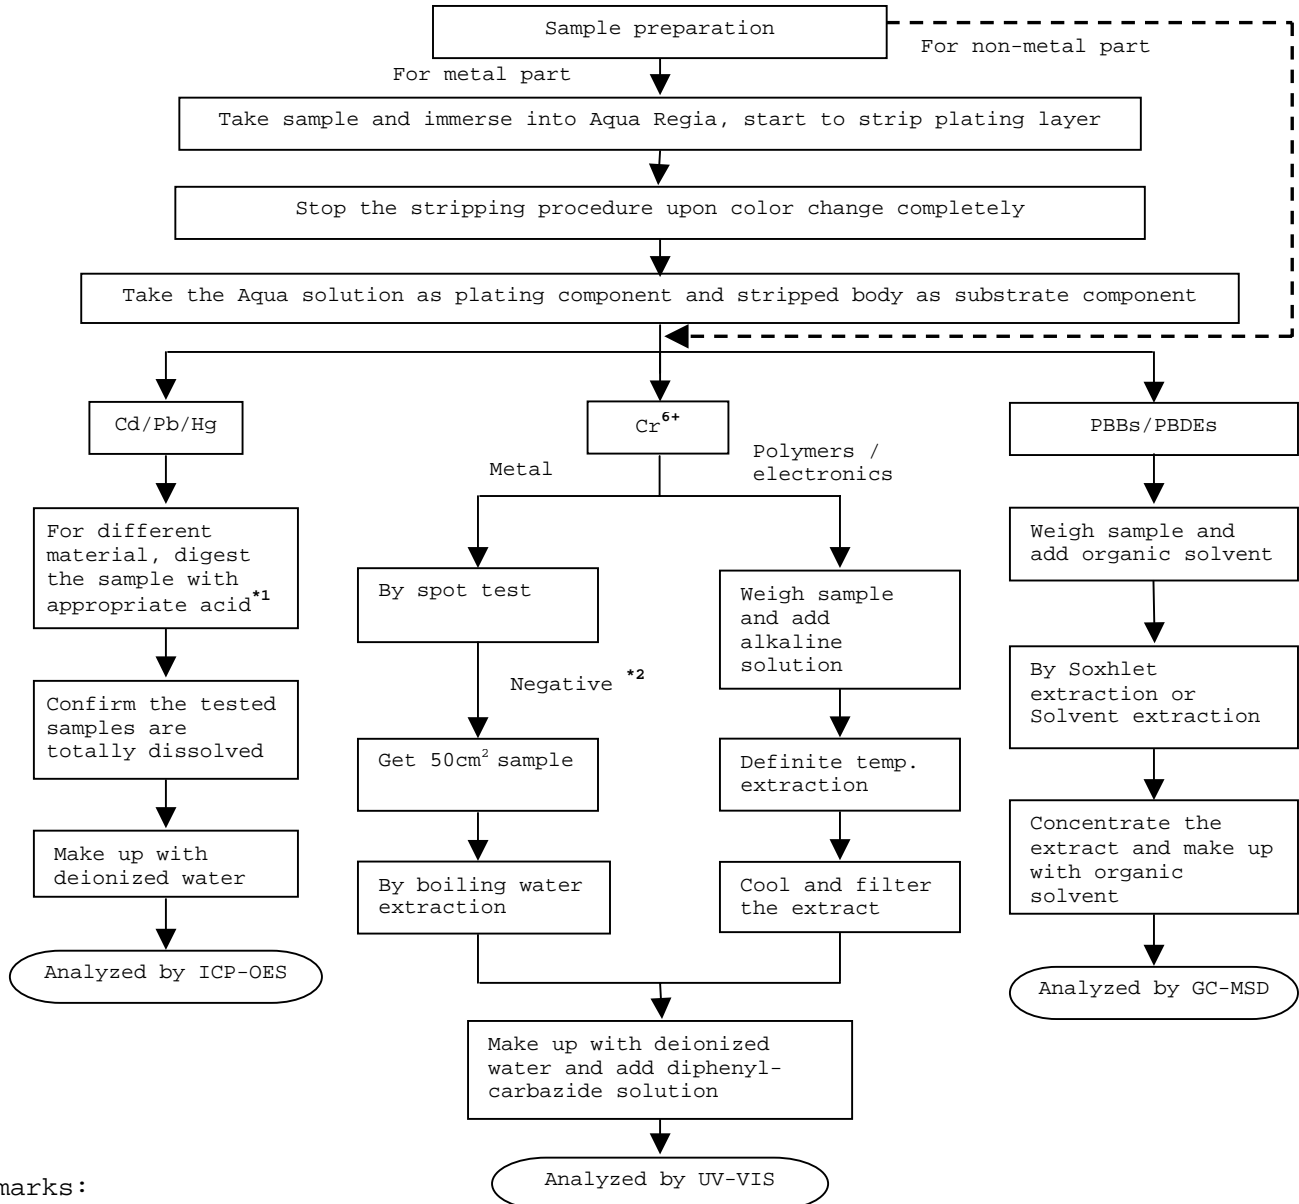 Sample preparation
For non-metal part
For metal part
Take sample and immerse into Aqua Regia, start to strip plating layer
Stop the stripping procedure upon color change completely
Take the Aqua solution as plating component and stripped body as substrate component
Cd/Pb/Hg
Cr6+
PBBs/PBDEs
Metal
Polymers /
electronics
For different
material, digest
the sample with
appropriate acid*1
By spot test
Weigh sample
and add
alkaline
solution
Weigh sample and
add organic solvent
Negative *2
Confirm the tested
samples are
totally dissolved
Get 50cm2 sample
Definite temp.
extraction
By Soxhlet
extraction or
Solvent extraction
Make up with
deionized water
By boiling water
extraction
Cool and filter
the extract
Concentrate the
extract and make up
with organic
solvent
Analyzed by ICP-OES
Analyzed by GC-MSD
Make up with deionized
water and add diphenyl-
carbazide solution
Analyzed by UV-VIS
marks: